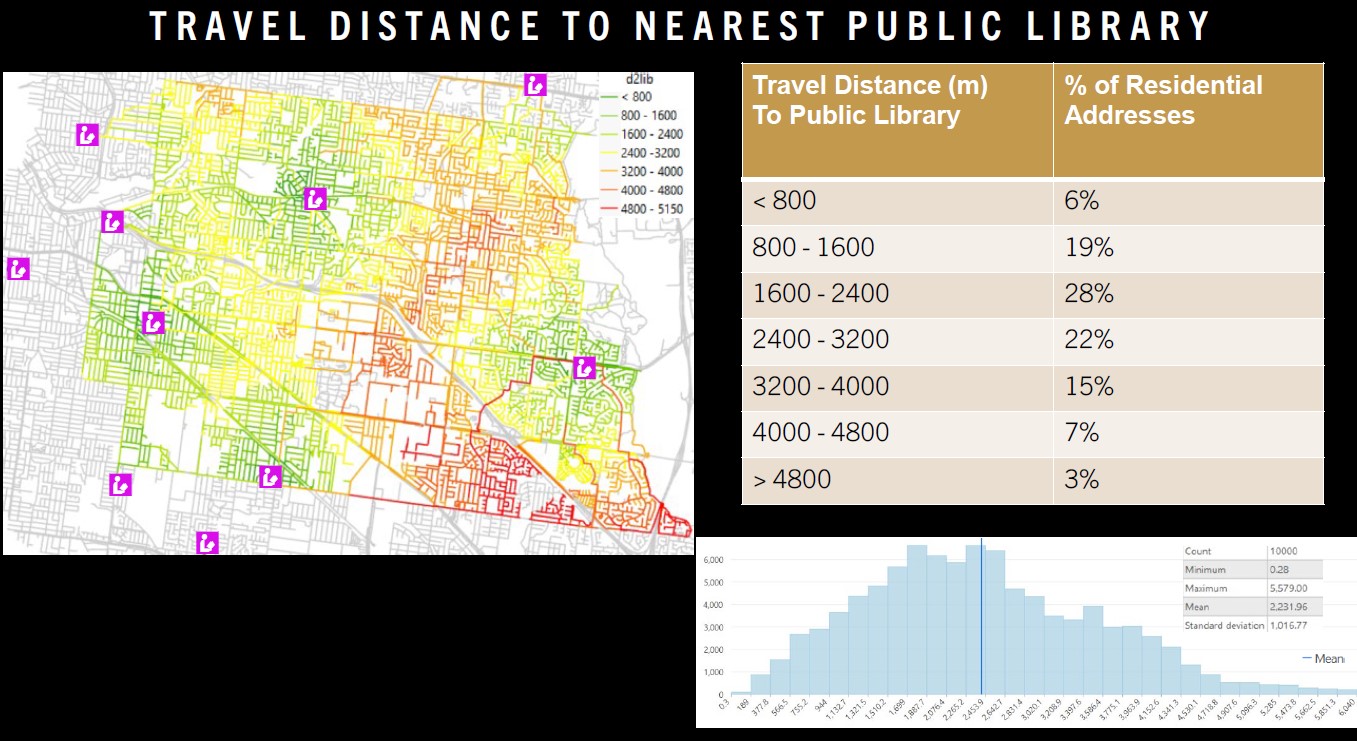 TRAVEL DISTANCE TO NEAREST PUBLIC LIBRARY
d2lib
< 800
800 - 1600
1600 - 2400
2400 -3200
3200 - 4000
4000 - 4800
4800 - 5150
Travel Distance (m) % of Residential
To Public Library Addresses
< 800 6%
800 - 1600 19%
1600 - 2400 28%
2400 - 3200 22%
3200 - 4000 15%
4000 - 4800 7%
> 4800 3%
6,000
5,000
4,000
3,000
2,000
1,000
0
Count 10000
Minimum 0.28
Maximum 5,579.00
Mean 2,231.96
Standard deviation 1,016.77
Mean
0.3 189 377.8 566.5 755.2 944 1,132.7 1,321.5 1,510.2 1,699 1,887.7 2,076.4 2,265.2 2,453.9 2,642.7 2,831.4 3,020.1 3,208.9 3,397.6 3,586.4 3,775.1 3,963.9 4,152.6 4,341.3 4,530.1 4,718.8 4,907.6 5,096.3 5,285 5,473.8 5,662.5 5,851.3 6,040